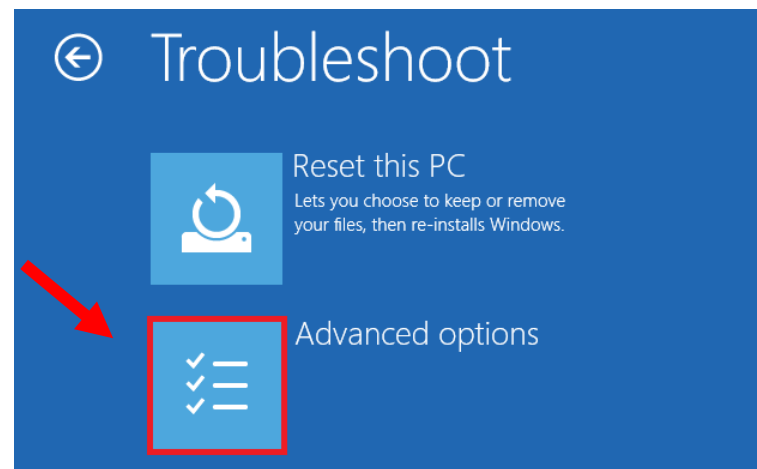 Troubleshoot
Reset this PC
Lets you choose to keep or remove
your files, then re-installs Windows.
Advanced options